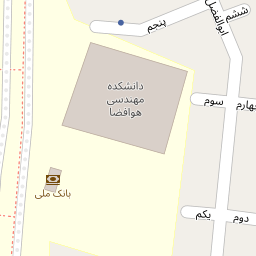 ششم
ابوالفضل
پنجم
دانشکده
مهندسی
هوافضا
سوم
چهارم
بانک ملی
یکم
دوم